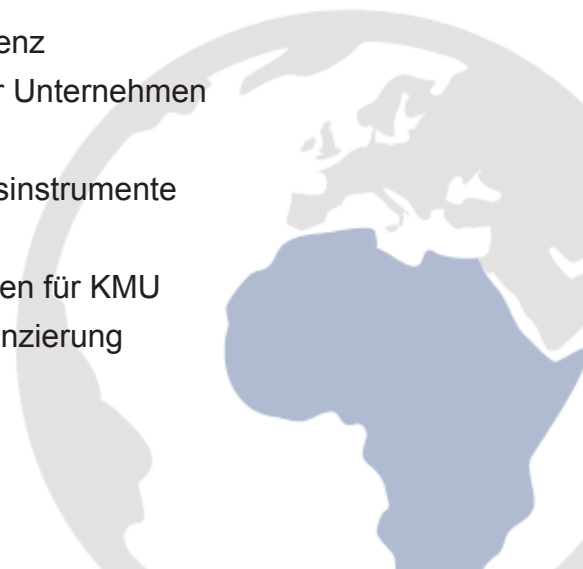 enz
r Unternehmen
sinstrumente
en für KMU
nzierung